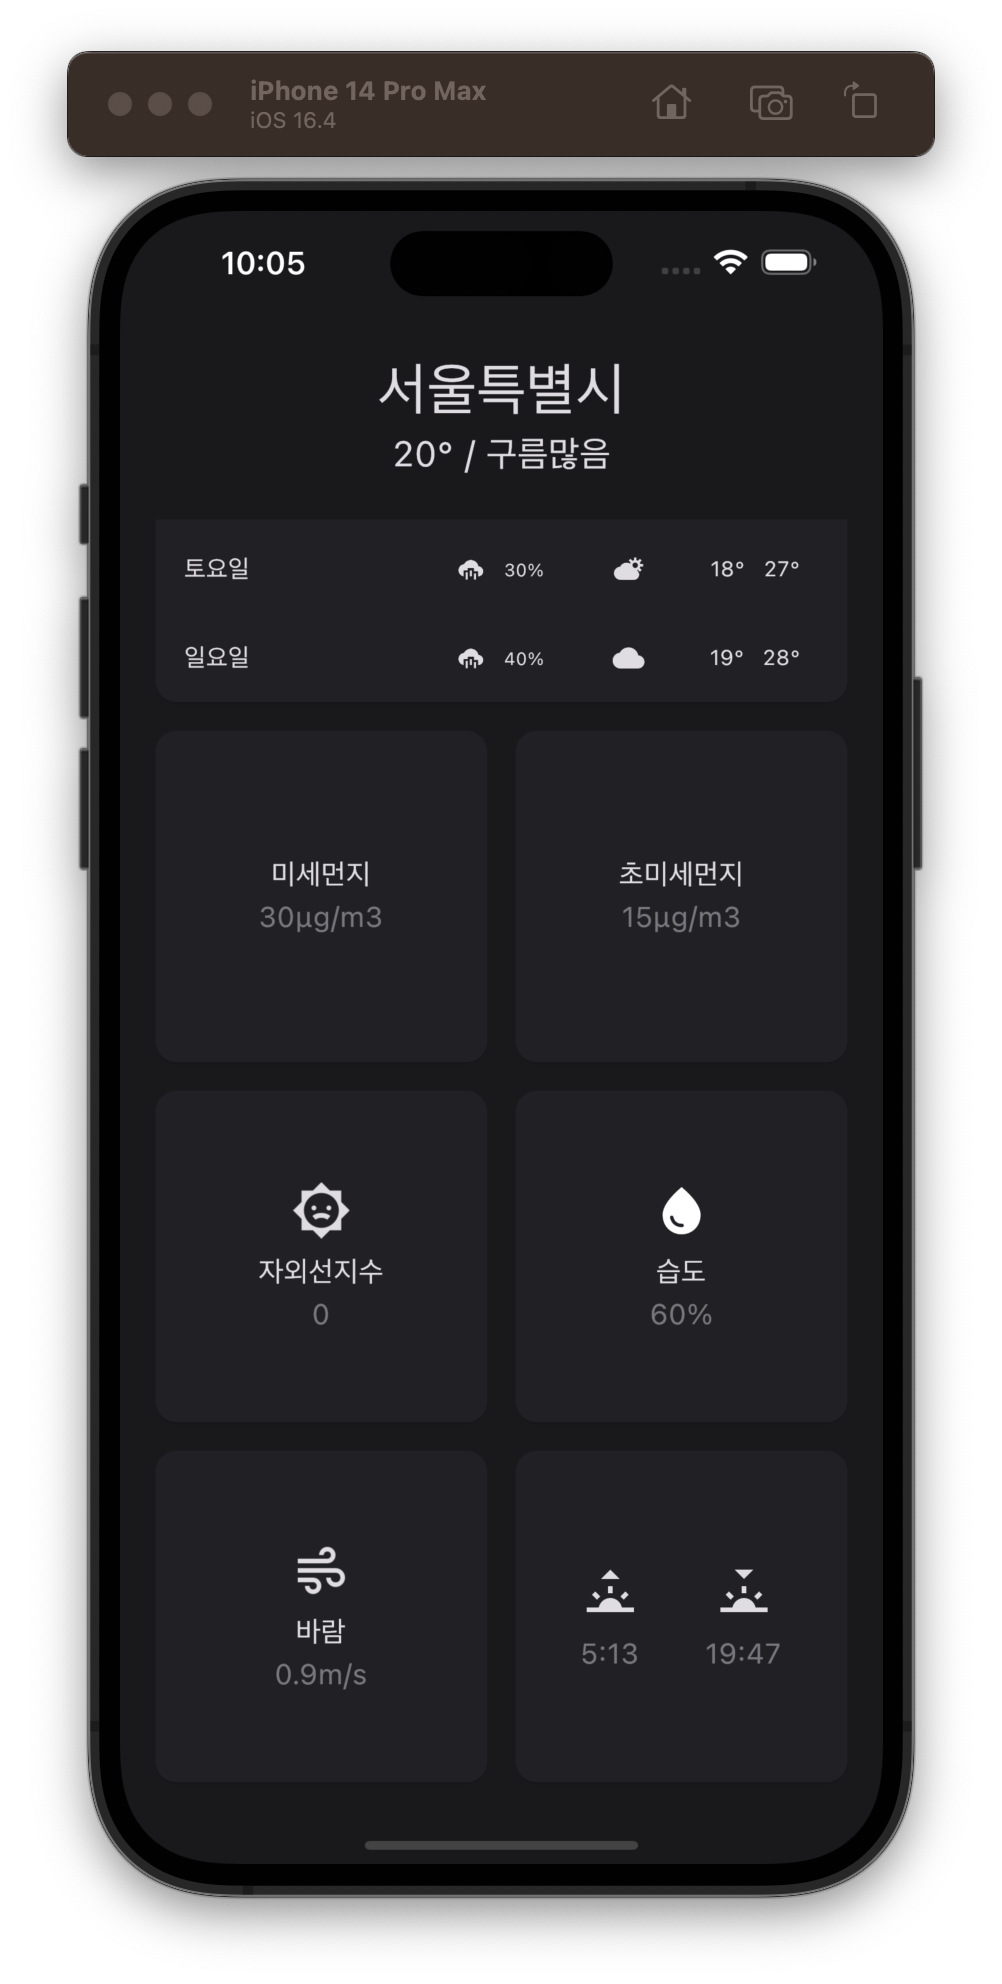 iPhone 14 Pro Max
iOS 16.4
10:05
서울특별시
20° / 구름많음
토요일 30% 18° 27°
일요일 40% 19° 28°
미세먼지
30µg/m3
초미세먼지
15µg/m3
자외선지수
0
습도
60%
바람
0.9m/s
5:13 19:47